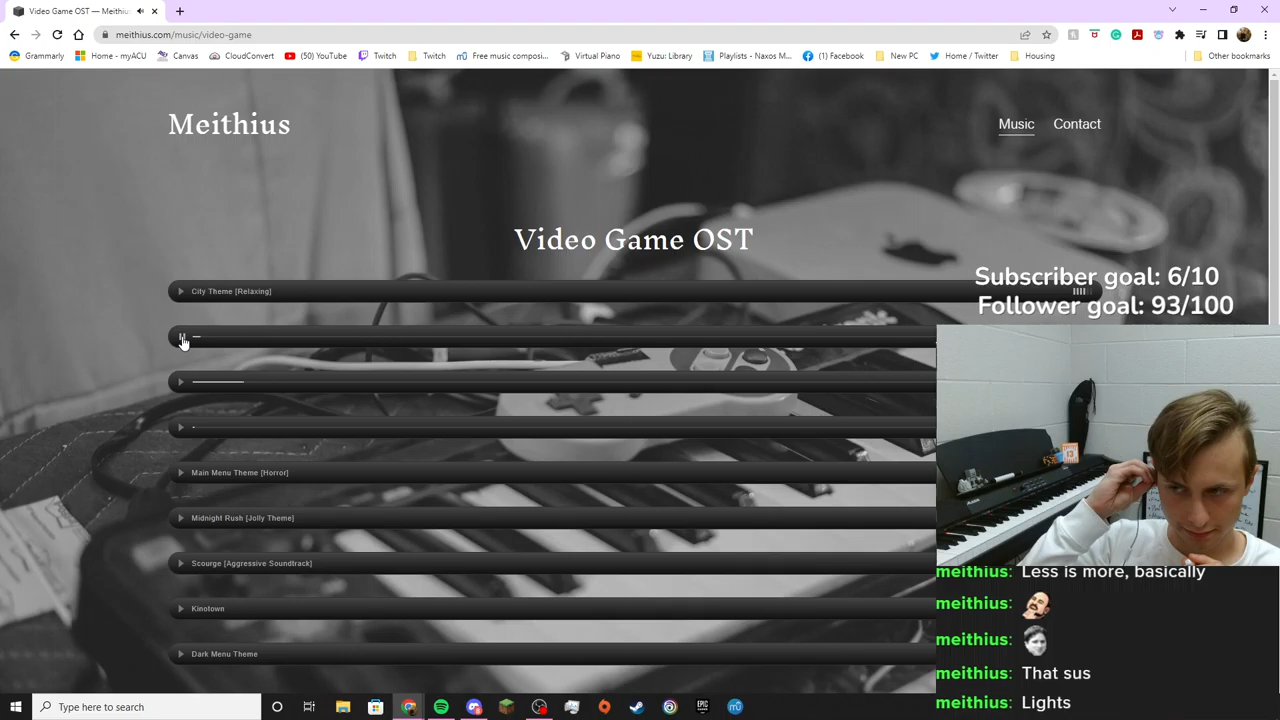 Video Game OST — Meithiu
meithius.com/music/video-game
Grammarly
Home - myACU
Canvas
CloudConvert
(50) YouTube
Twitch
Twitch
Free music composi...
Virtual Piano
Yuzu: Library
Playlists - Naxos M...
(1) Facebook
New PC
Home / Twitter
Housing
Other bookmarks
Meithius
Music
Contact
Video Game OST
City Theme [Relaxing]
Subscriber goal: 6/10
Follower goal: 93/100
Main Menu Theme [Horror]
Midnight Rush [Jolly Theme]
Scourge [Aggressive Soundtrack]
Kinotown
Dark Menu Theme
meithius: Less is more, basically
meithius:
meithius:
meithius: That sus
meithius: Lights
Type here to search
EPIC